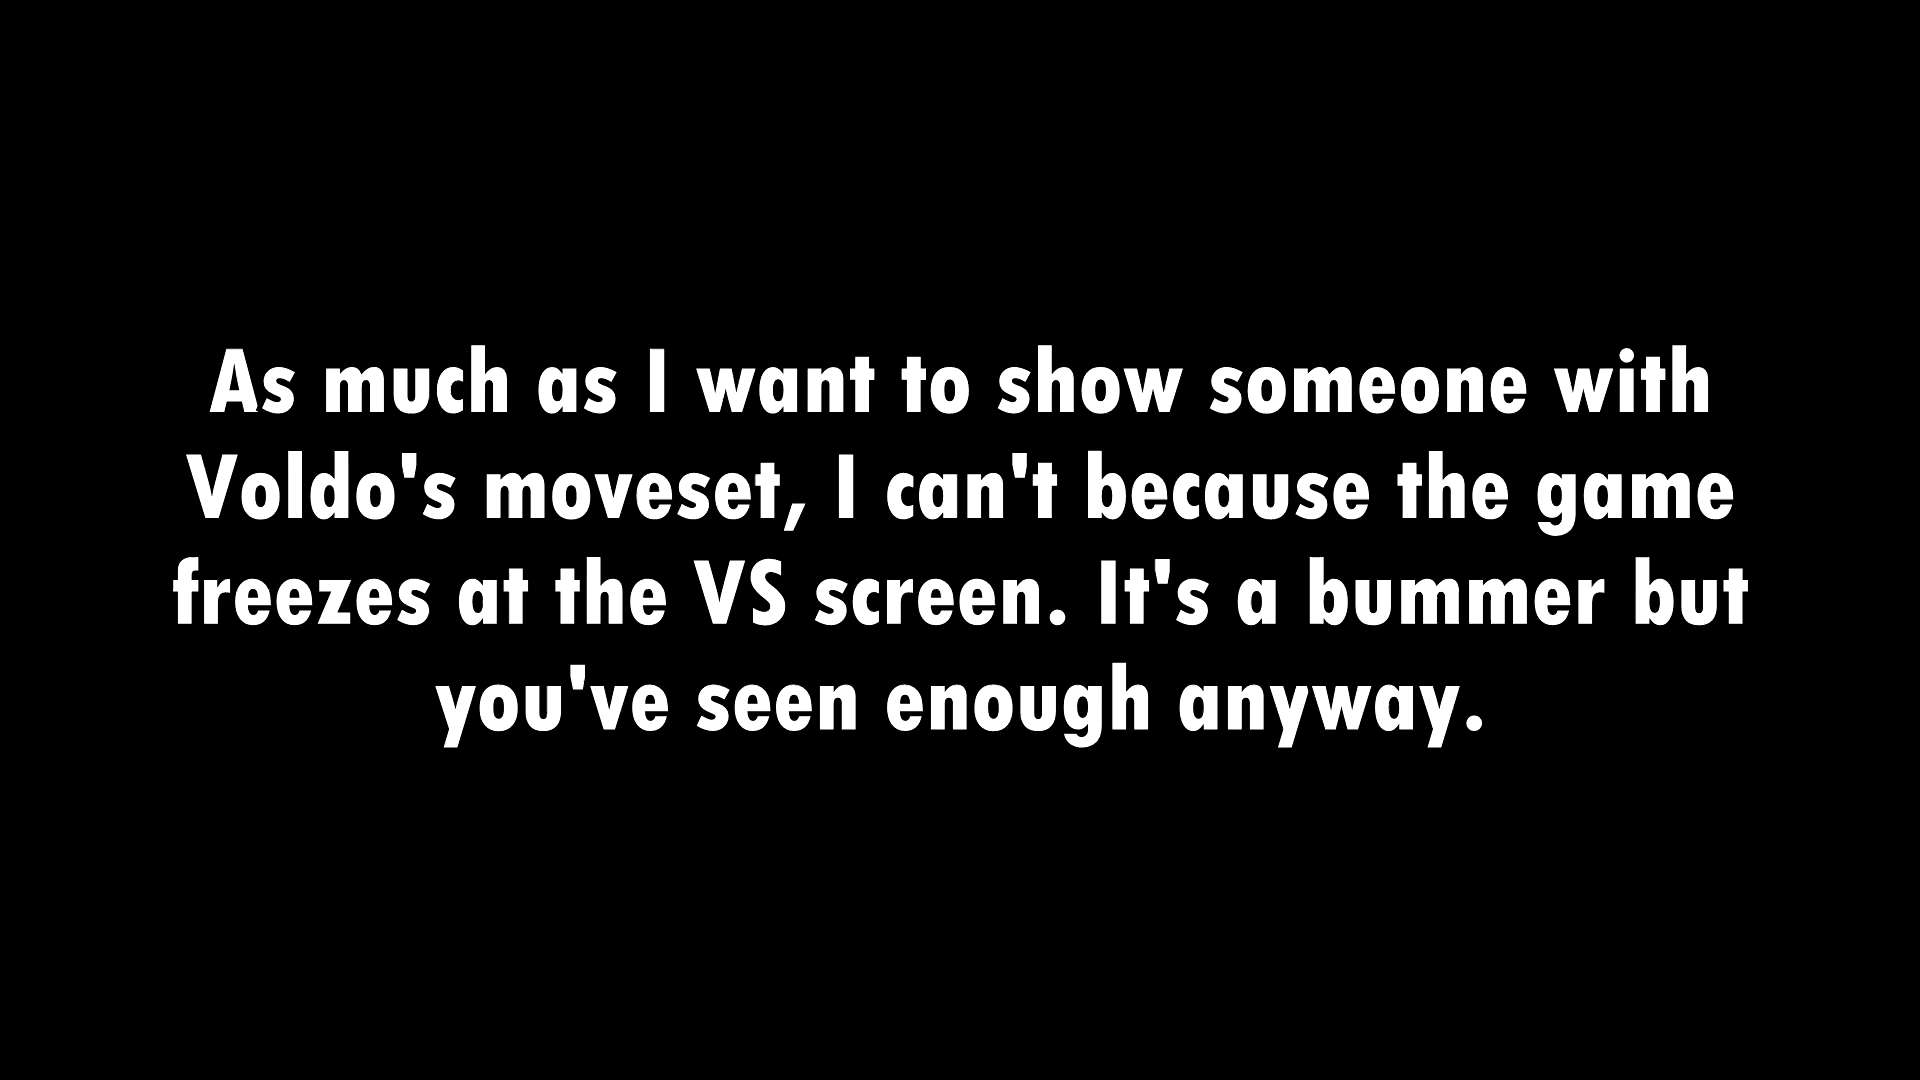 As much as I want to show someone with
Voldo's moveset, I can't because the game
freezes at the VS screen. It's a bummer but
you've seen enough anyway.